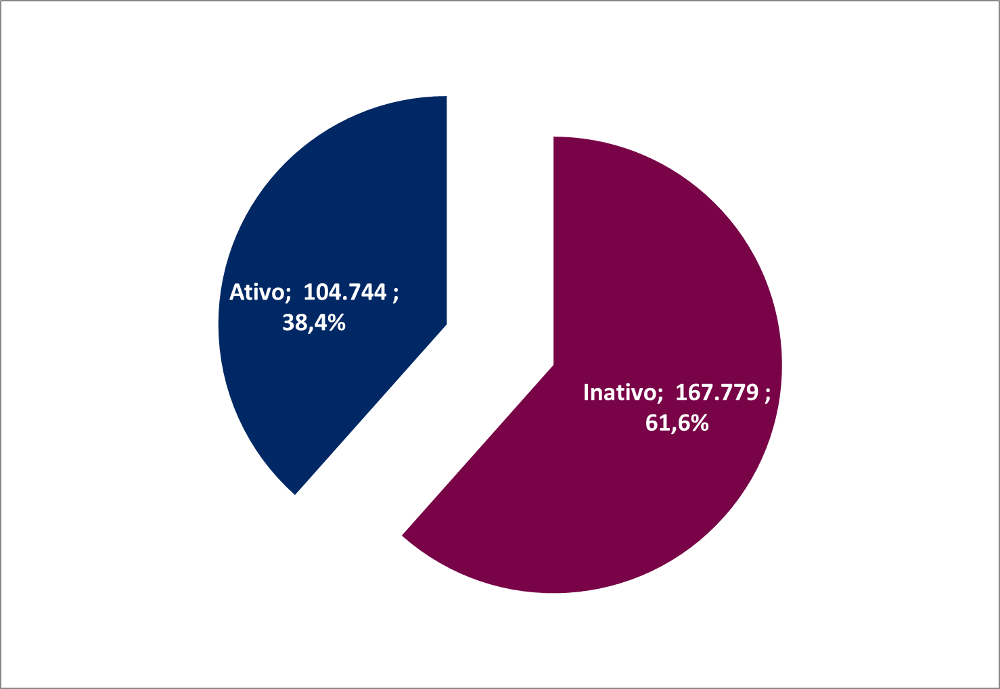 Ativo;  104.744 ;
38,4%
Inativo;  167.779 ;
61,6%